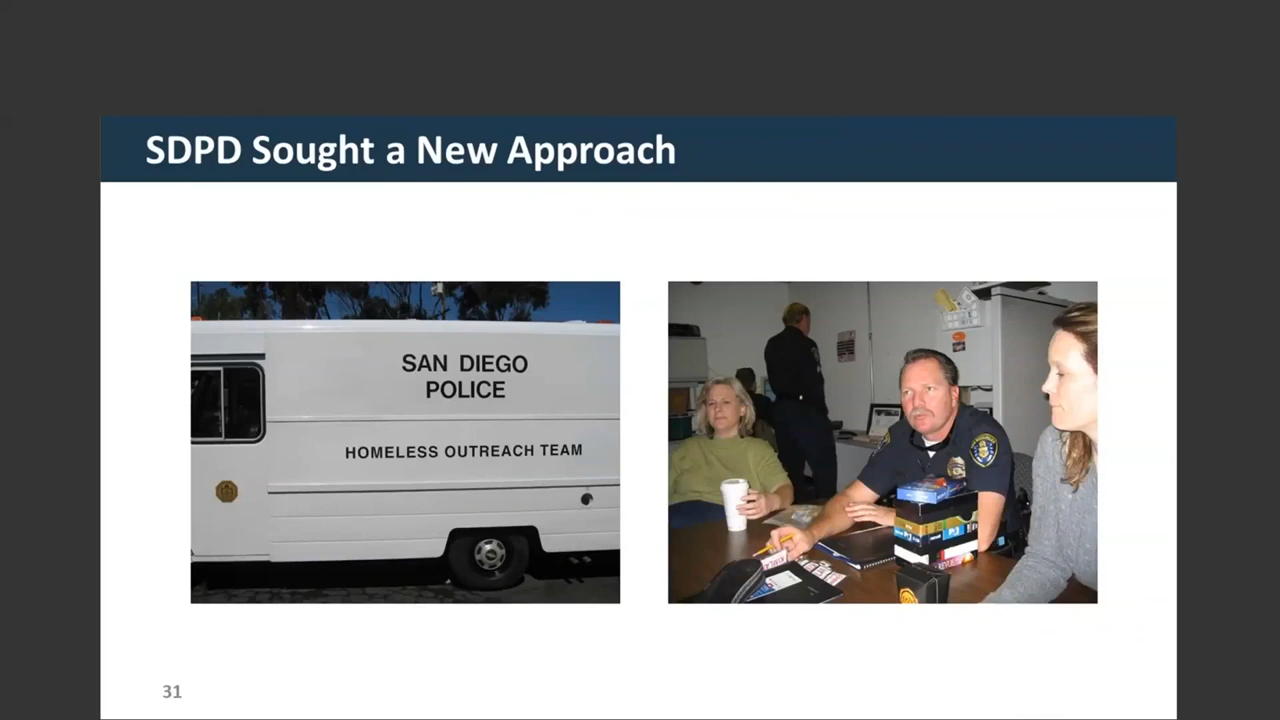 SDPD Sought a New Approach
SAN DIEGO
POLICE
HOMELESS OUTREACH TEAM
31